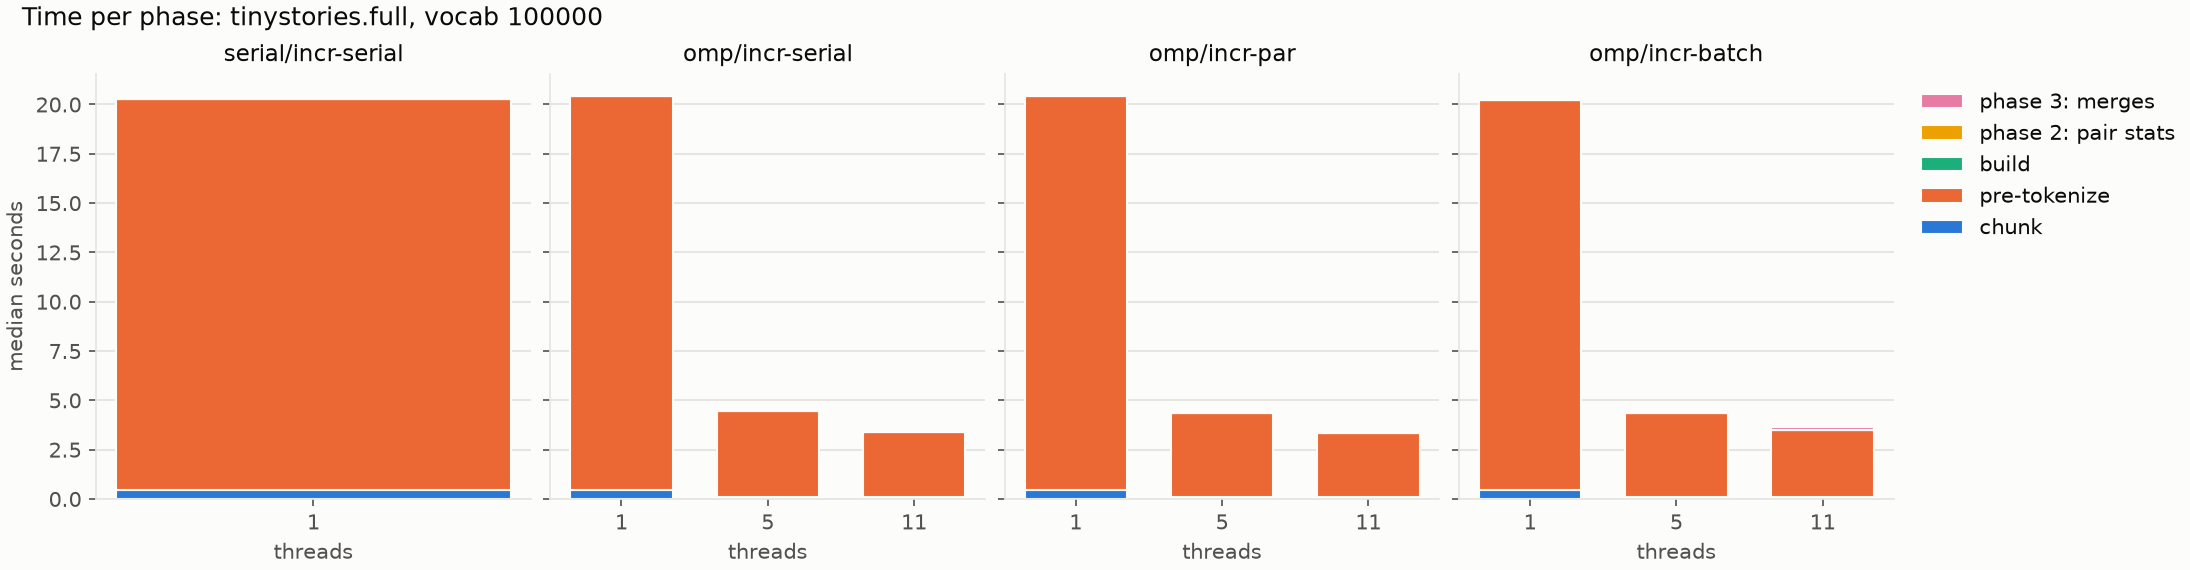 Time per phase: tinystories.full, vocab 100000
serial/incr-serial
omp/incr-serial
omp/incr-par
omp/incr-batch
median seconds
20.0
17.5
15.0
12.5
10.0
7.5
5.0
2.5
0.0
1
1 5 11
1 5 11
1 5 11
threads
threads
threads
threads
phase 3: merges
phase 2: pair stats
build
pre-tokenize
chunk